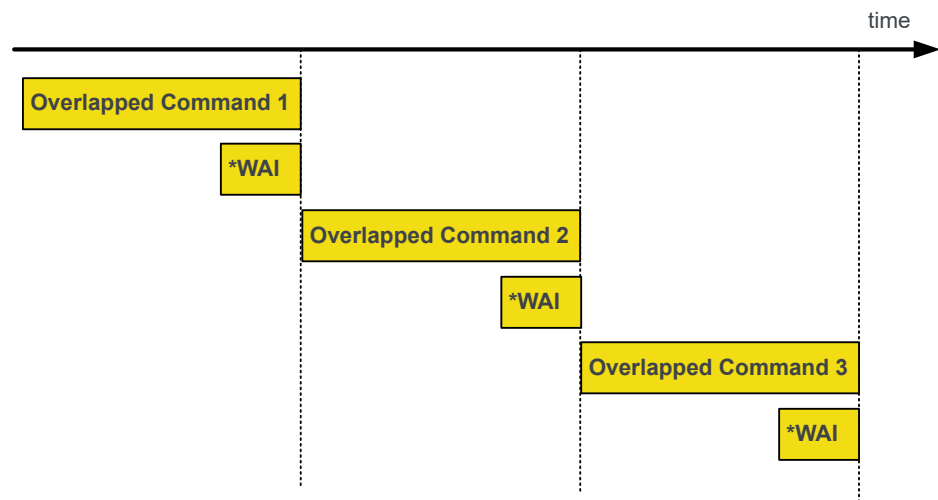 time
Overlapped Command 1
*WAI
Overlapped Command 2
*WAI
Overlapped Command 3
*WAI